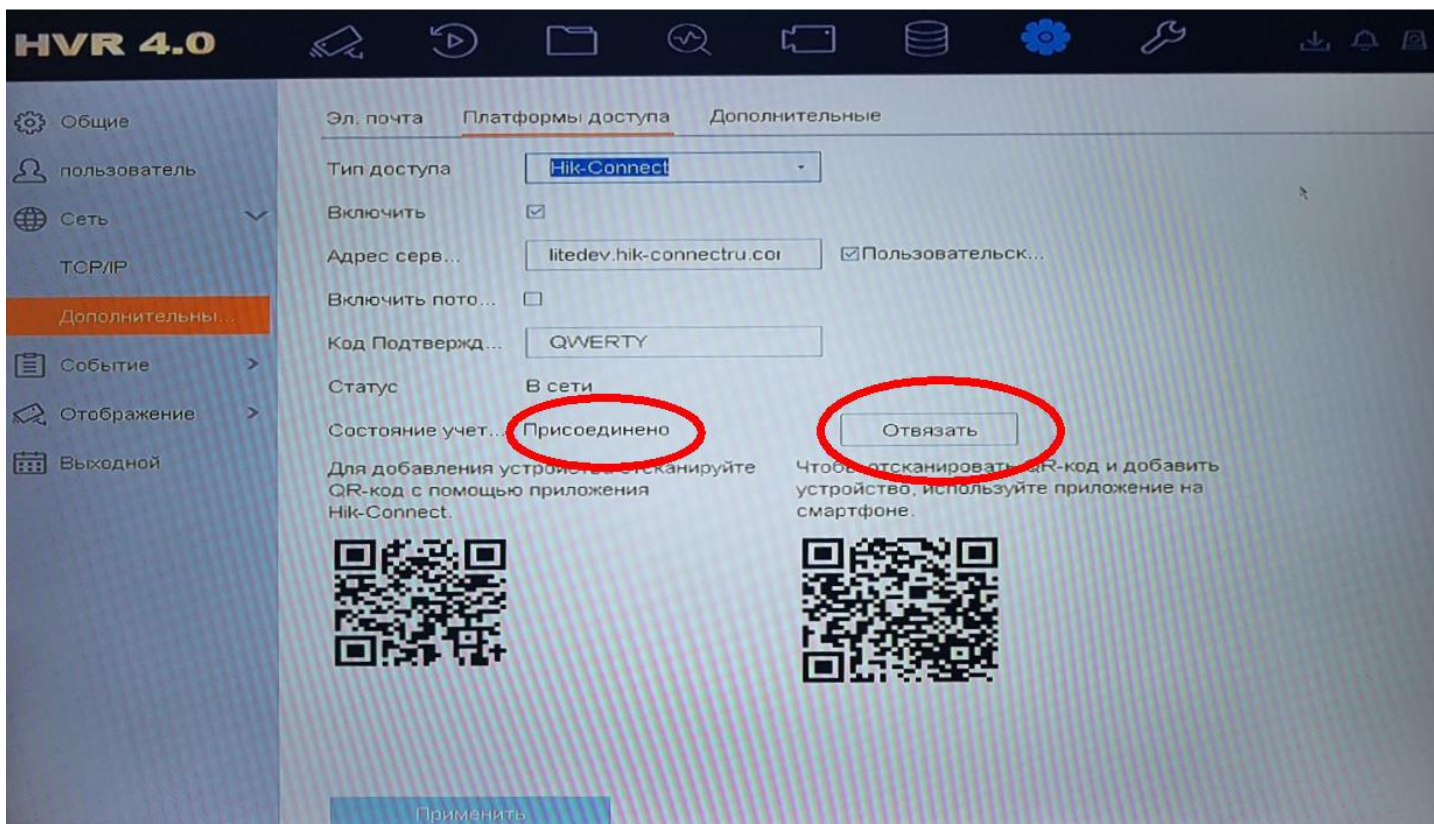 HVR 4.0
Общие
пользователь
Сеть
TCP/IP
Дополнительны...
Событие
Отображение
Выходной
Эл. почта Платформы доступа Дополнительные
Тип доступа Hik-Connect
Включить
Адрес серв... litedev.hik-connectru.co Пользовательск...
Включить пото...
Код Подтвержд... QWERTY
Статус В сети
Состояние учет... Присоединено Отвязать
Для добавления устройства отсканируйте
QR-код с помощью приложения
Hik-Connect.
Чтобы отсканировать QR-код и добавить
устройство, используйте приложение на
смартфоне.
Применить